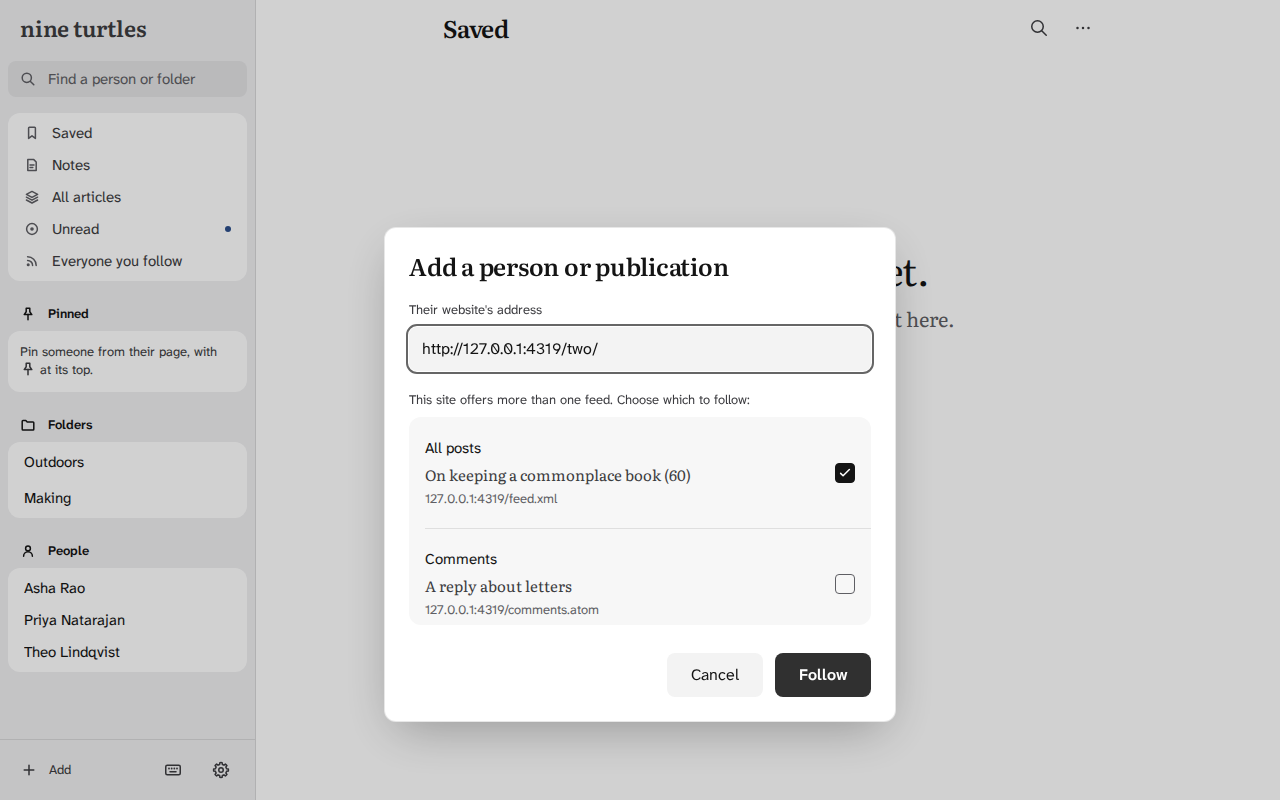 nine turtles
Find a person or folder
Saved
Notes
All articles
Unread
Everyone you follow
Pinned
Pin someone from their page, with
at its top.
Folders
Outdoors
Making
People
Asha Rao
Priya Natarajan
Theo Lindqvist
Add
Saved
et.
t here.
Add a person or publication
Their website's address
http://127.0.0.1:4319/two/
This site offers more than one feed. Choose which to follow:
All posts
On keeping a commonplace book (60)
127.0.0.1:4319/feed.xml
Comments
A reply about letters
127.0.0.1:4319/comments.atom
Cancel
Follow